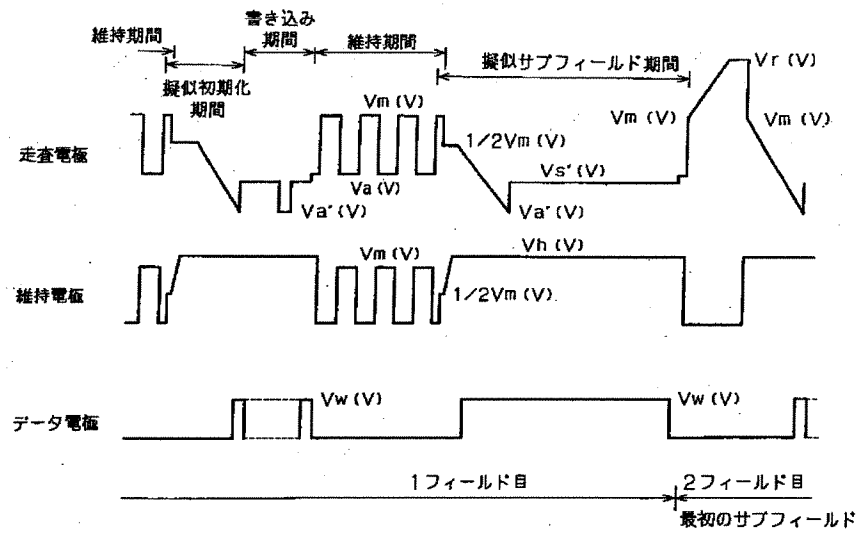 書き込み
期間
維持期間
維持期間
擬似サブフィールド期間
擬似初期化
期間
Vr (V)
Vm (V)
Vm (V)
Vm (V)
1/2Vm (V)
走査電極
Va (V)
Vs' (V)
Va' (V)
Va' (V)
Vh (V)
Vm (V)
維持電極
1/2Vm (V)
Vw (V)
Vw (V)
データ電極
1フィールド目
2フィールド目
最初のサブフィールド